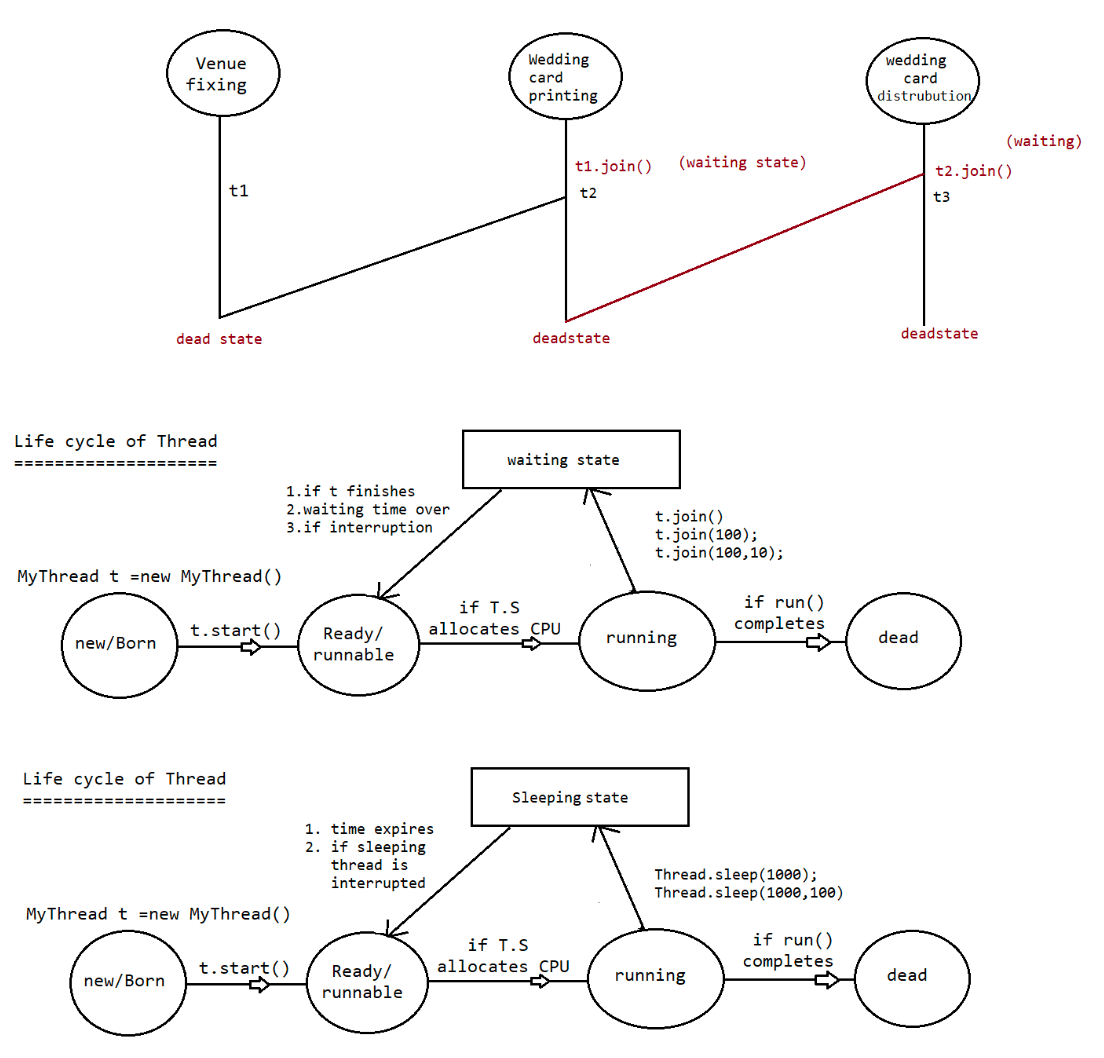 Venue
fixing
Wedding
card
printing
wedding
card
distrubution
(waiting)
t1.join()
(waiting state)
t2.join()
t1
t2
t3
dead state
deadstate
deadstate
Life cycle of Thread
====================
waiting state
1.if t finishes
2.waiting time over
3.if interruption
t.join()
t.join(100);
t.join(100,10);
MyThread t =new MyThread()
new/Born
t.start()
Ready/
runnable
if T.S
allocates CPU
running
if run()
completes
dead
Life cycle of Thread
====================
Sleeping state
1. time expires
2. if sleeping
thread is
interrupted
Thread.sleep(1000);
Thread.sleep(1000,100)
MyThread t =new MyThread()
new/Born
t.start()
Ready/
runnable
if T.S
allocates CPU
running
if run()
completes
dead